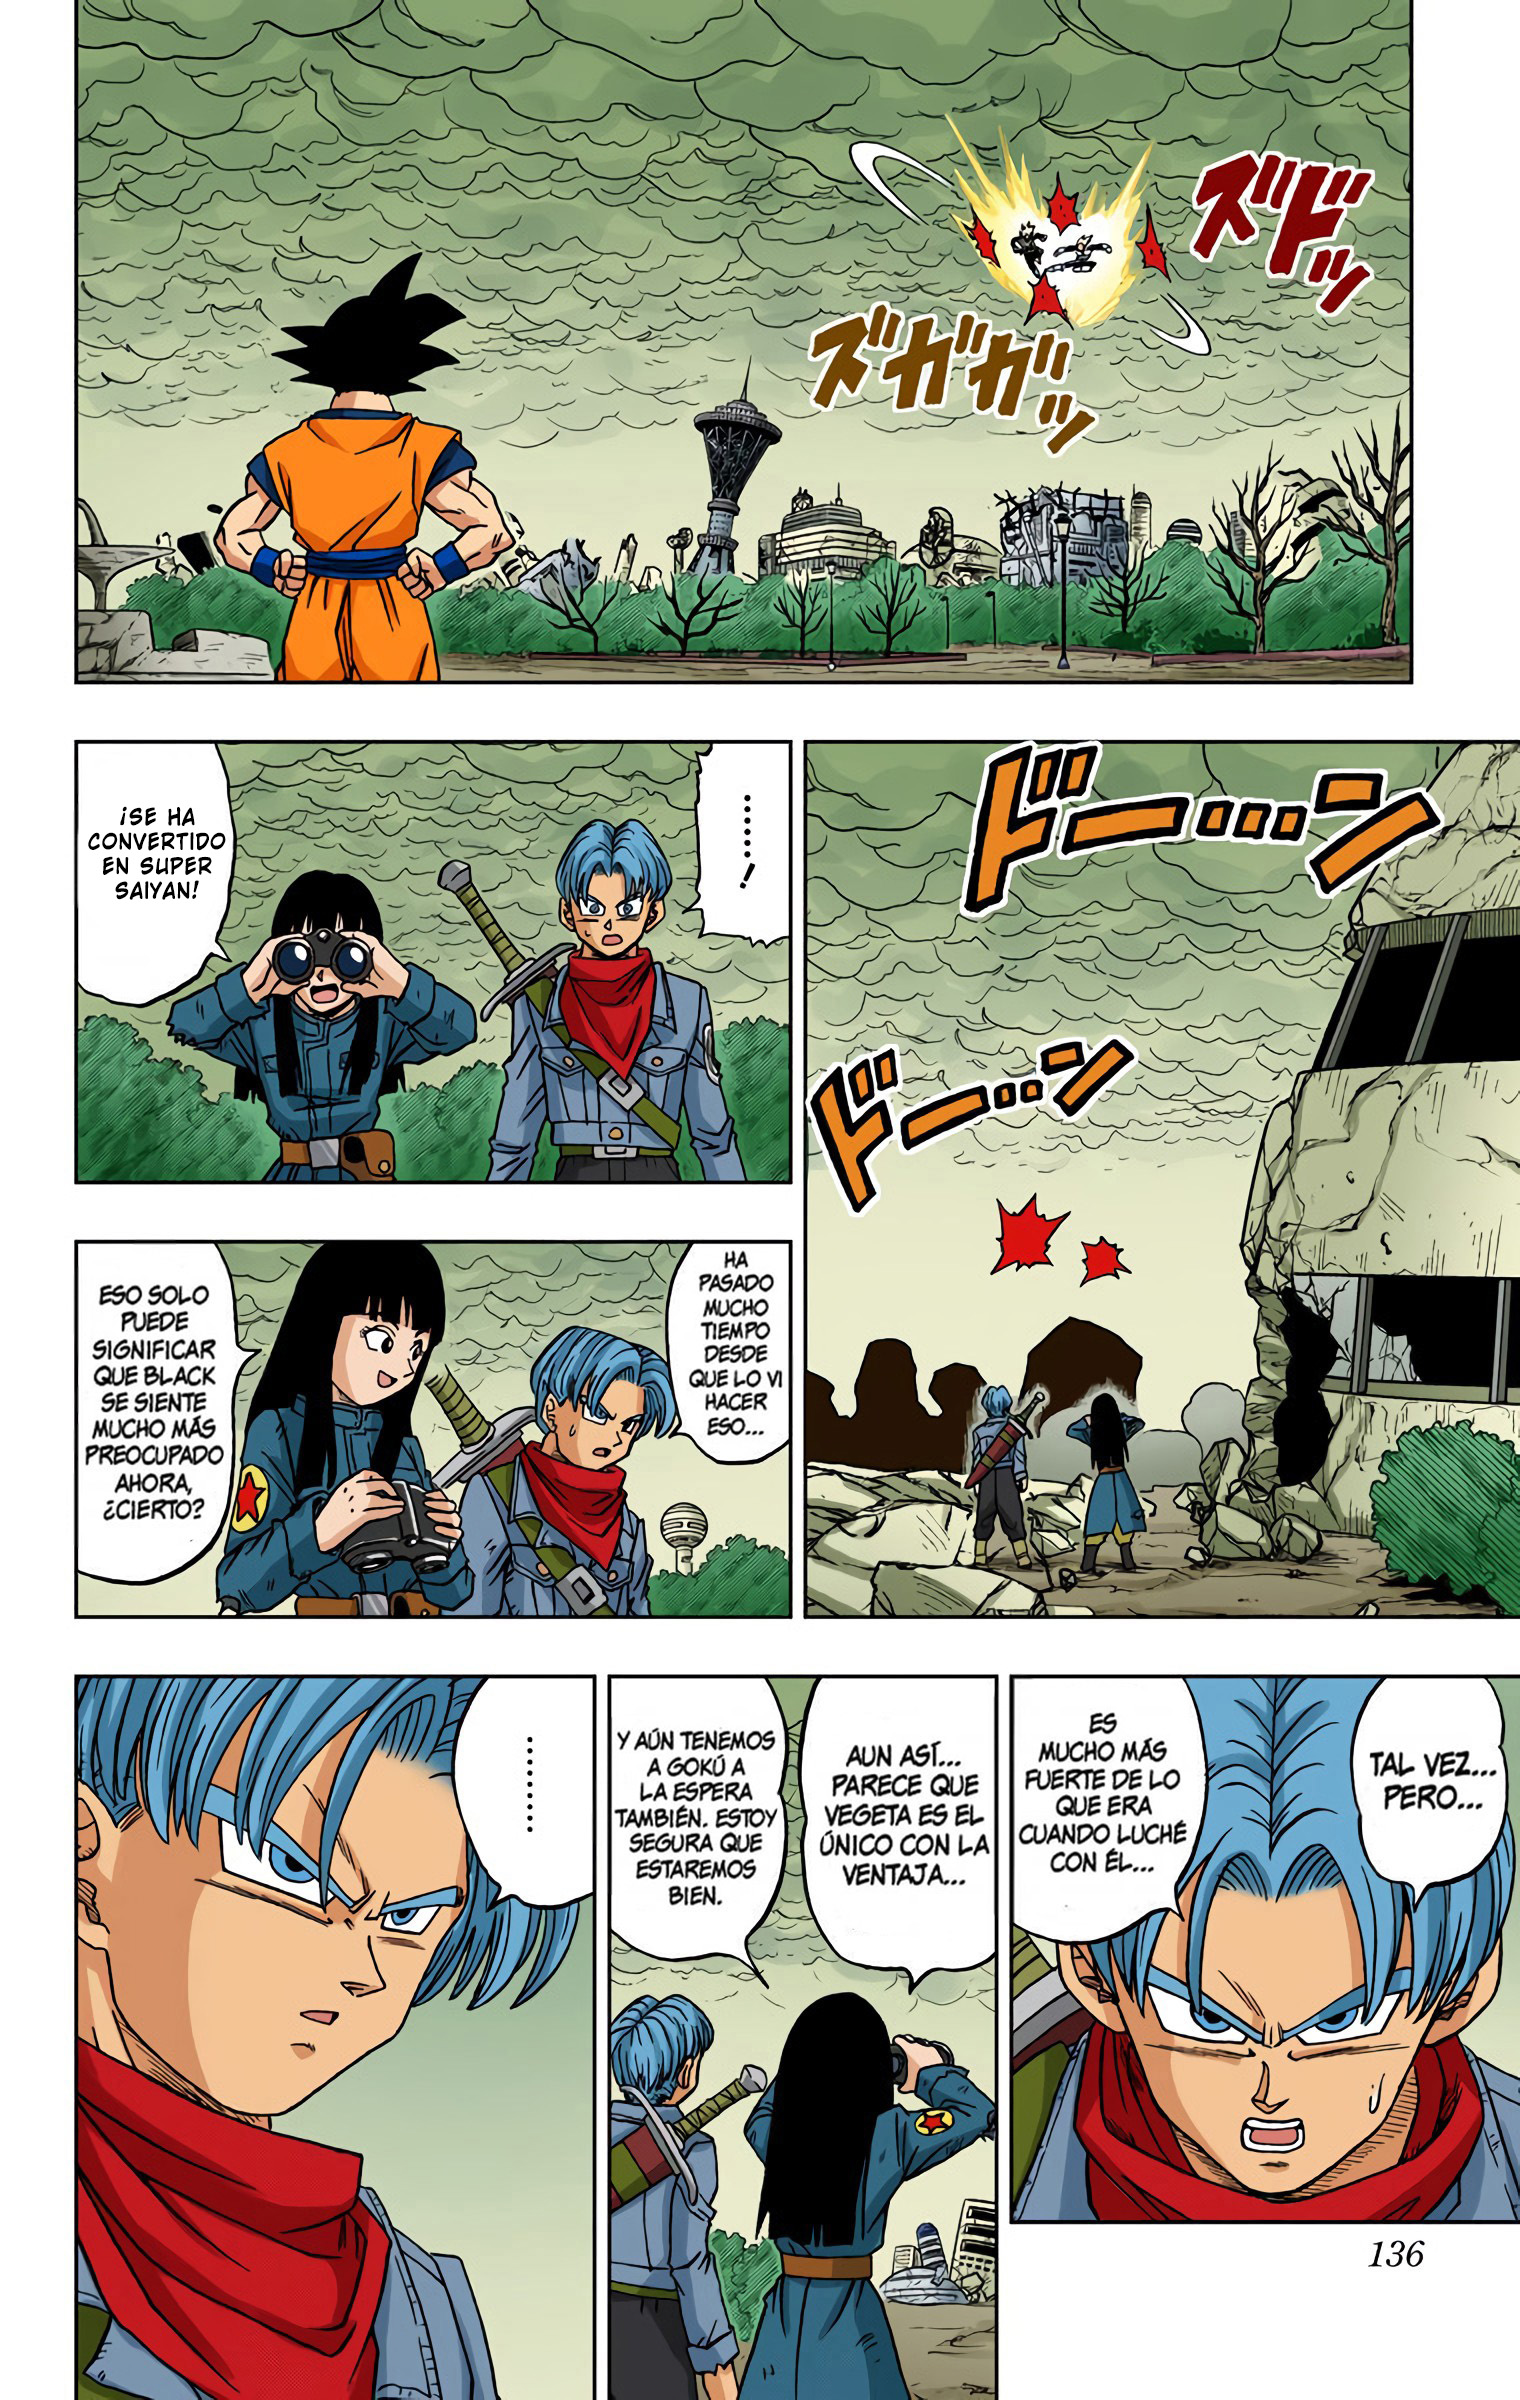 ズドドッ
ズガガッ
ドー…ン
ドー…ン
………!
¡SE HA
CONVERTIDO
EN SUPER
SAIYAN!
HA
PASADO
MUCHO
TIEMPO
DESDE
QUE LO VI
HACER
ESO...
ESO SOLO
PUEDE
SIGNIFICAR
QUE BLACK
SE SIENTE
MUCHO MÁS
PREOCUPADO
AHORA,
¿CIERTO?
TAL VEZ...
PERO...
ES
MUCHO MÁS
FUERTE DE LO
QUE ERA
CUANDO LUCHÉ
CON ÉL...
AUN ASÍ...
PARECE QUE
VEGETA ES EL
ÚNICO CON LA
VENTAJA...
Y AÚN TENEMOS
A GOKÚ A
LA ESPERA
TAMBIÉN. ESTOY
SEGURA QUE
ESTAREMOS
BIEN.
………
136